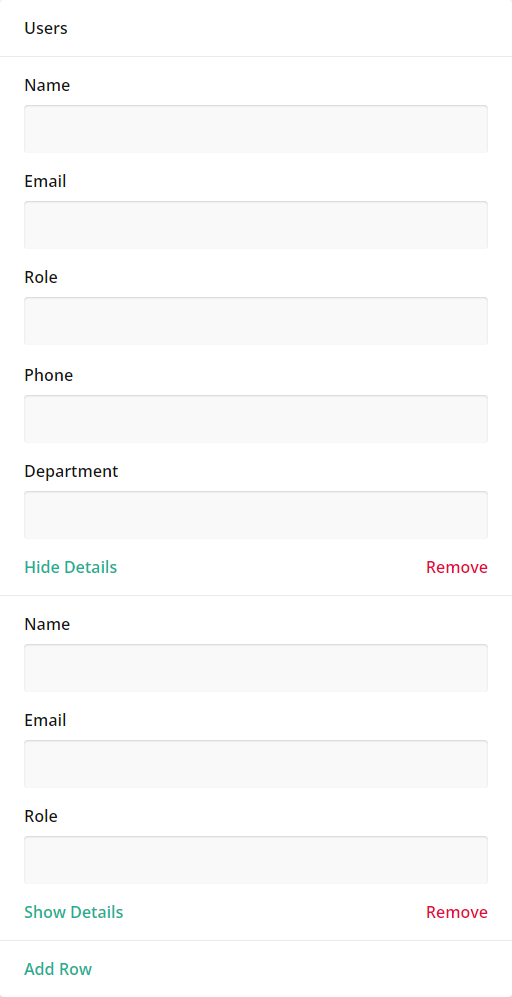 Users
Name
Email
Role
Phone
Department
Hide Details Remove
Name
Email
Role
Show Details Remove
Add Row